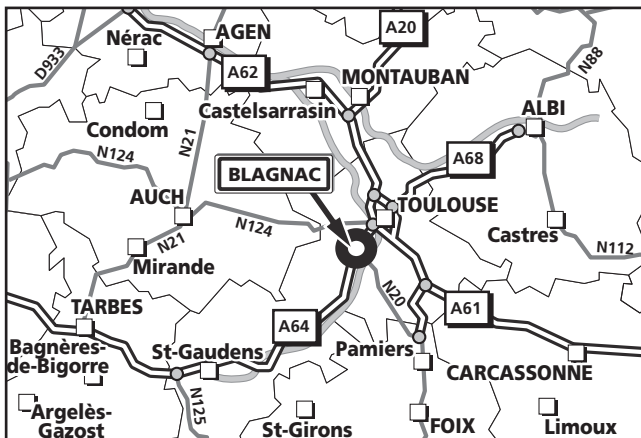 A20
AGEN
Nérac
D933
N88
A62
MONTAUBAN
Castelsarrasin
Condom
ALBI
N21
N124
A68
BLAGNAC
AUCH
TOULOUSE
N124
Castres
N21
N112
Mirande
N20
TARBES
A61
A64
Bagnères-
de-Bigorre
St-Gaudens
Pamiers
CARCASSONNE
N125
Argelès-
Gazost
St-Girons
FOIX
Limoux